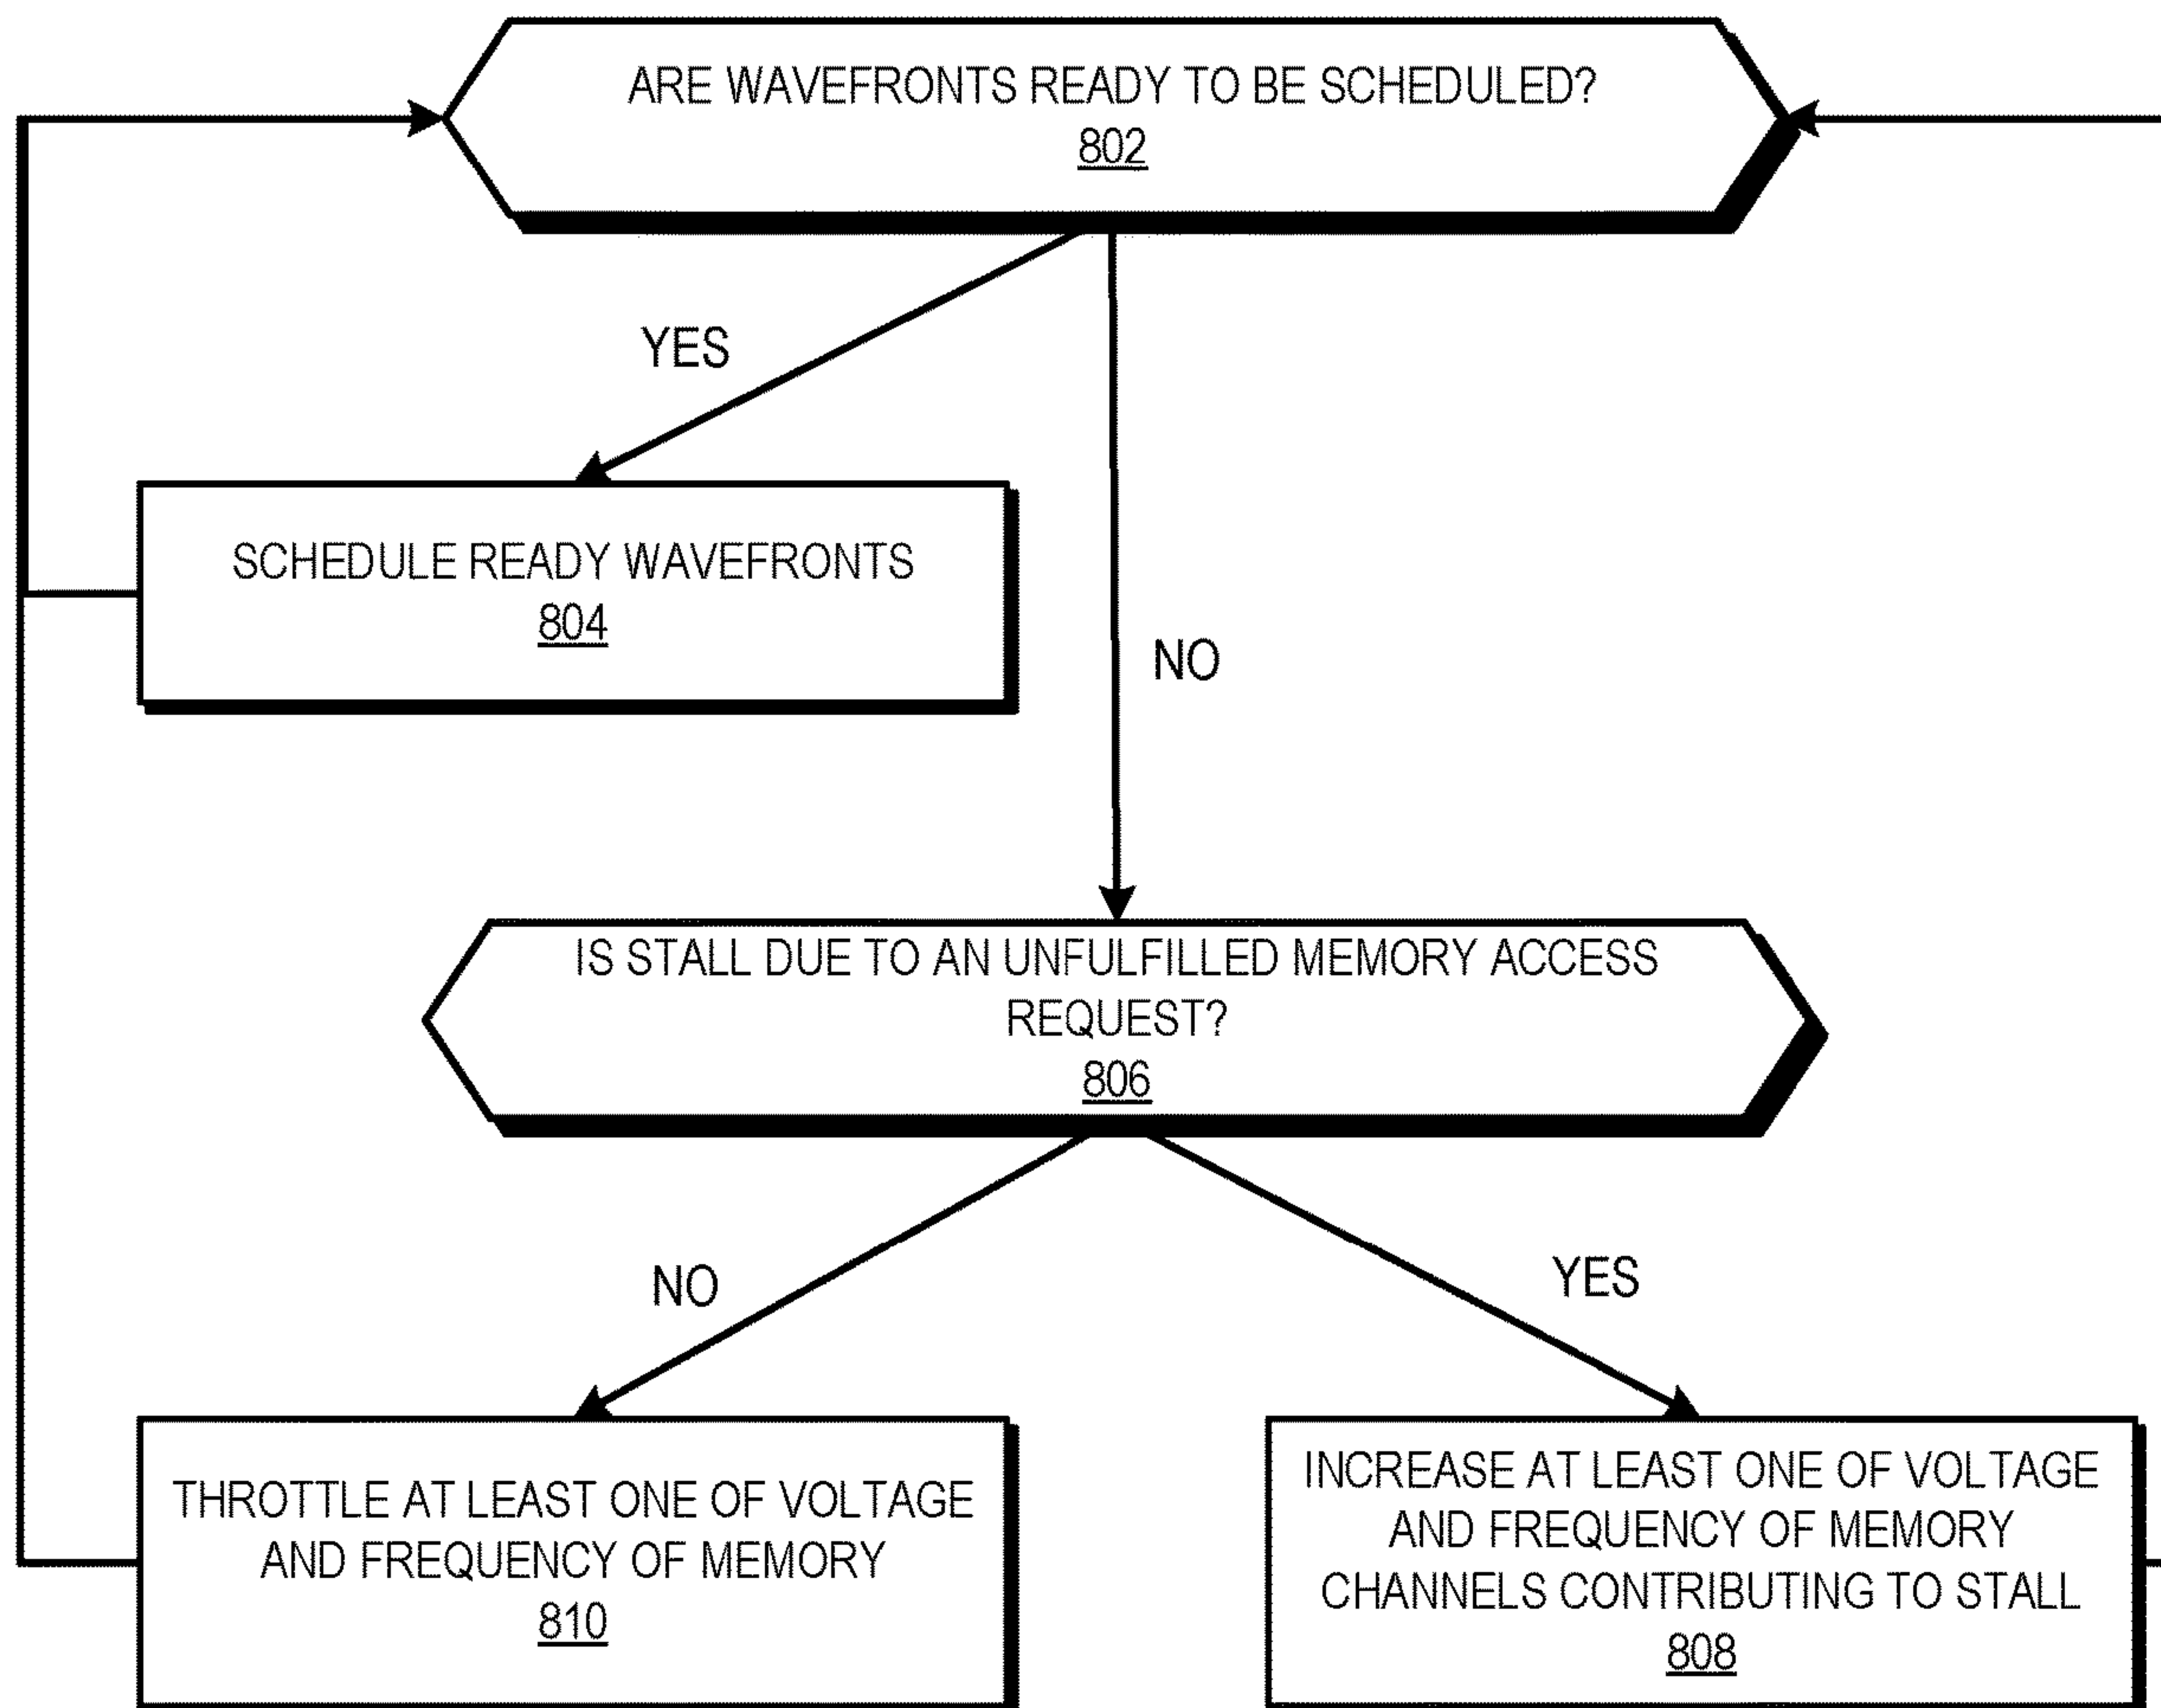 ARE WAVEFRONTS READY TO BE SCHEDULED?
802
YES
SCHEDULE READY WAVEFRONTS
804
NO
IS STALL DUE TO AN UNFULFILLED MEMORY ACCESS
REQUEST?
806
NO
YES
THROTTLE AT LEAST ONE OF VOLTAGE
AND FREQUENCY OF MEMORY
810
INCREASE AT LEAST ONE OF VOLTAGE
AND FREQUENCY OF MEMORY
CHANNELS CONTRIBUTING TO STALL
808